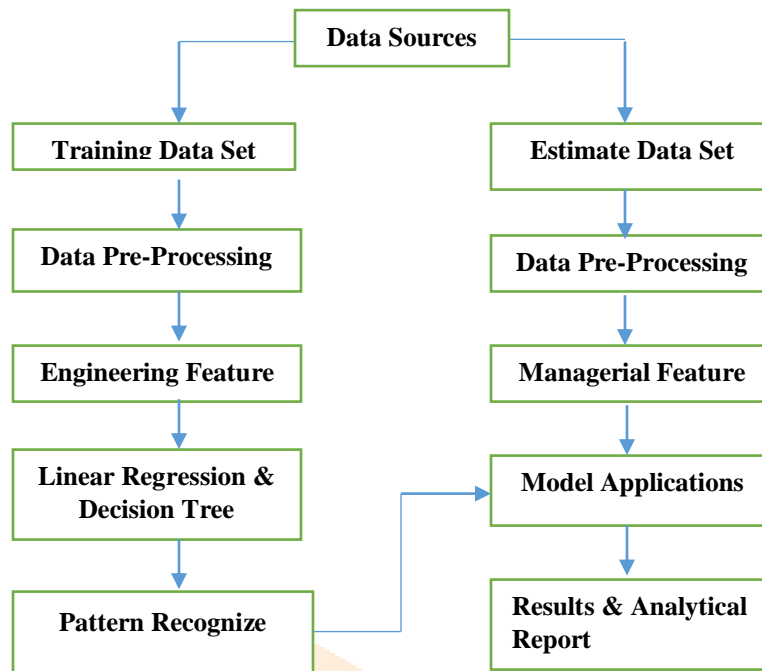 Data Sources
Training Data Set
Estimate Data Set
Data Pre-Processing
Data Pre-Processing
Engineering Feature
Managerial Feature
Linear Regression &
Decision Tree
Model Applications
Pattern Recognize
Results & Analytical
Report